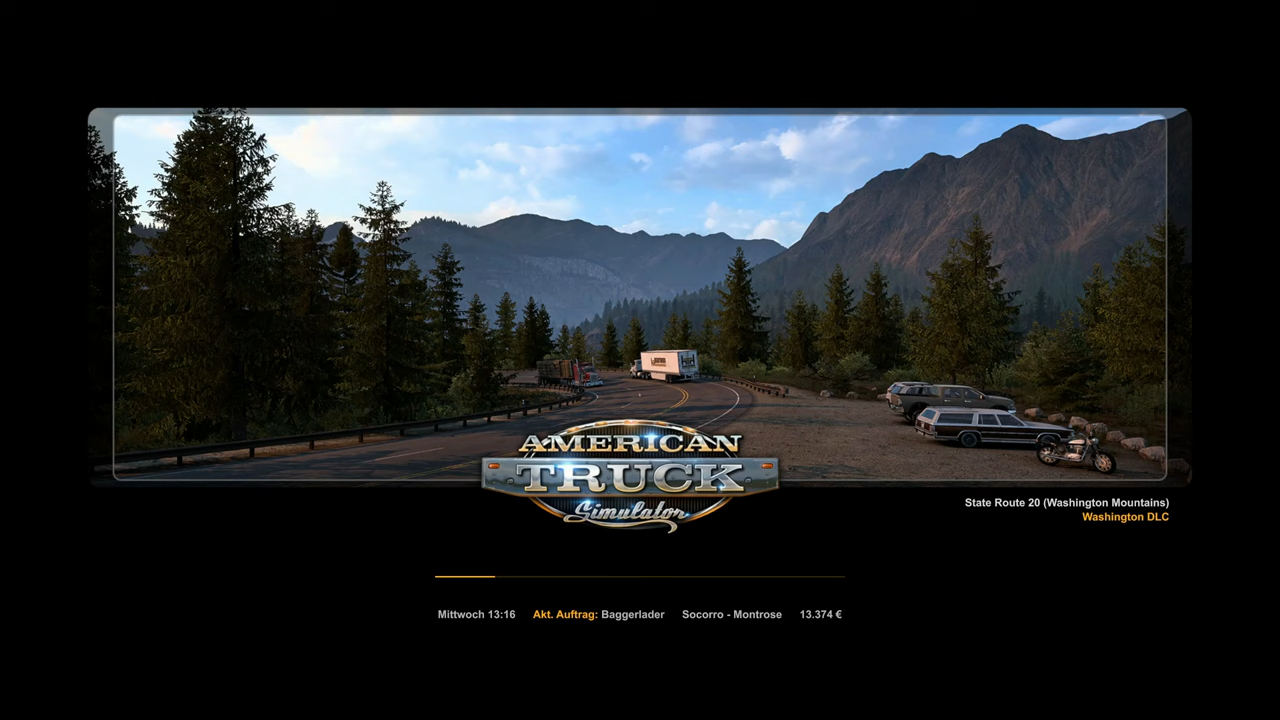 AMERICAN
TRUCK
Simulator
State Route 20 (Washington Mountains)
Washington DLC
Mittwoch 13:16 Akt. Auftrag: Baggerlader Socorro - Montrose 13.374 €